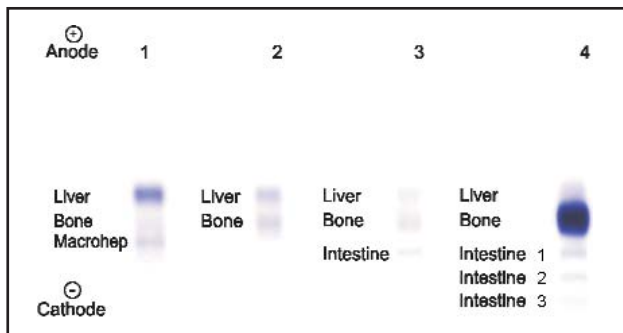 ⊕
Anode 1 2 3 4
Liver Liver Liver Liver
Bone Bone Bone Bone
Macrohep Intestine Intestine 1
Intestine 2
⊖ Intestine 3
Cathode